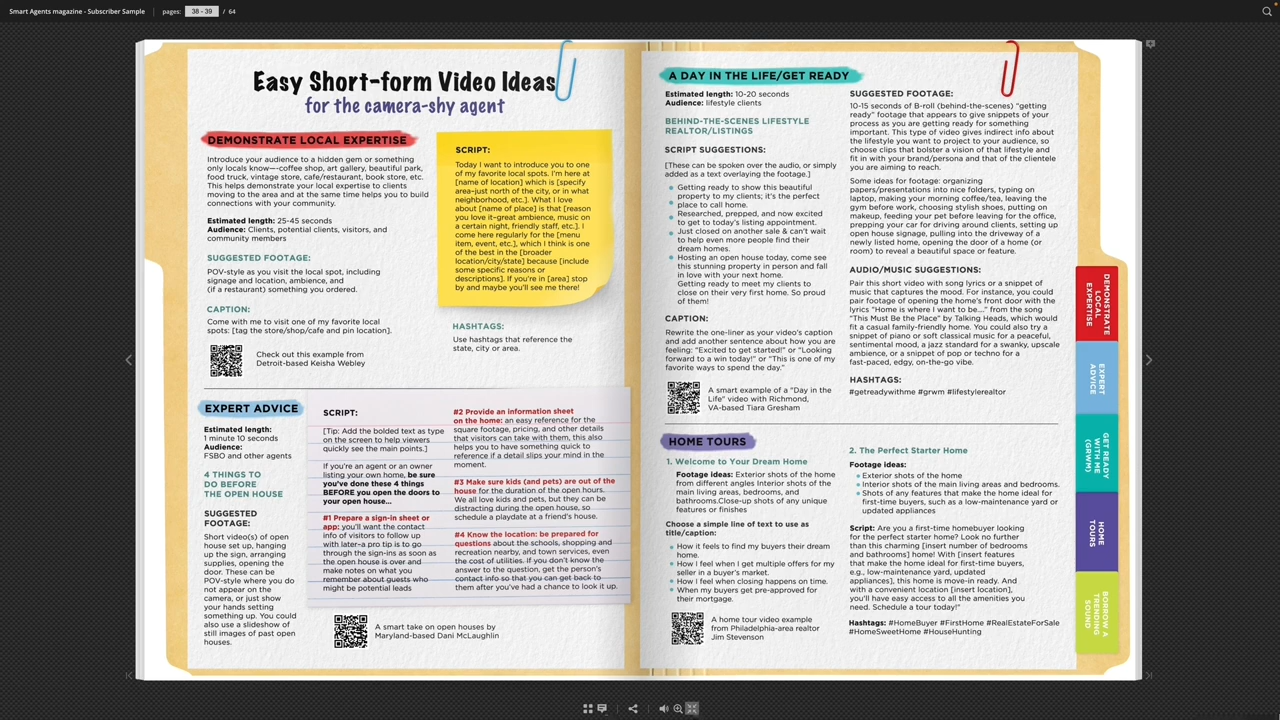 Smart Agents magazine - Subscriber Sample
pages: 38 - 39 / 64
Easy Short-form Video Ideas
for the camera-shy agent
DEMONSTRATE LOCAL EXPERTISE
Introduce your audience to a hidden gem or something
only locals know—-coffee shop, art gallery, beautiful park,
food truck, vintage store, cafe/restaurant, book store, etc.
This helps demonstrate your local expertise to clients
moving to the area and at the same time helps you to build
connections with your community.
Estimated length: 25-45 seconds
Audience: Clients, potential clients, visitors, and
community members
SUGGESTED FOOTAGE:
POV-style as you visit the local spot, including
signage and location, ambience, and
(if a restaurant) something you ordered.
CAPTION:
Come with me to visit one of my favorite local
spots: [tag the store/shop/cafe and pin location].
Check out this example from
Detroit-based Keisha Webley
SCRIPT:
Today I want to introduce you to one
of my favorite local spots. I'm here at
[name of location] which is [specify
area–just north of the city, or in what
neighborhood, etc.]. What I love
about [name of place] is that [reason
you love it–great ambience, music on
a certain night, friendly staff, etc.]. I
come here regularly for the [menu
item, event, etc.], which I think is one
of the best in the [broader
location/city/state] because [include
some specific reasons or
descriptions]. If you're in [area] stop
by and maybe you'll see me there!
HASHTAGS:
Use hashtags that reference the
state, city or area.
EXPERT ADVICE
Estimated length:
1 minute 10 seconds
Audience:
FSBO and other agents
4 THINGS TO
DO BEFORE
THE OPEN HOUSE
SUGGESTED
FOOTAGE:
Short video(s) of open
house set up, hanging
up the sign, arranging
supplies, opening the
door. These can be
POV-style where you do
not appear on the
camera, or just show
your hands setting
something up. You could
also use a slideshow of
still images of past open
houses.
SCRIPT:
[Tip: Add the bolded text as type
on the screen to help viewers
quickly see the main points.]
If you're an agent or an owner
listing your own home, be sure
you've done these 4 things
BEFORE you open the doors to
your open house...
#1 Prepare a sign-in sheet or
app: you'll want the contact
info of visitors to follow up
with later–a pro tip is to go
through the sign-ins as soon as
the open house is over and
make notes on what you
remember about guests who
might be potential leads
#2 Provide an information sheet
on the home: an easy reference for the
square footage, pricing, and other details
that visitors can take with them, this also
helps you to have something quick to
reference if a detail slips your mind in the
moment.
#3 Make sure kids (and pets) are out of the
house for the duration of the open hours.
We all love kids and pets, but they can be
distracting during the open house, so
schedule a playdate at a friend's house.
#4 Know the location: be prepared for
questions about the schools, shopping and
recreation nearby, and town services, even
the cost of utilities. If you don't know the
answer to the question, get the person's
contact info so that you can get back to
them after you've had a chance to look it up.
A smart take on open houses by
Maryland-based Dani McLaughlin
A DAY IN THE LIFE/GET READY
Estimated length: 10-20 seconds
Audience: lifestyle clients
BEHIND-THE-SCENES LIFESTYLE
REALTOR/LISTINGS
SCRIPT SUGGESTIONS:
[These can be spoken over the audio, or simply
added as a text overlaying the footage.]
Getting ready to show this beautiful
property to my clients; it's the perfect
place to call home.
Researched, prepped, and now excited
to get to today's listing appointment.
Just closed on another sale & can't wait
to help even more people find their
dream homes.
Hosting an open house today, come see
this stunning property in person and fall
in love with your next home.
Getting ready to meet my clients to
close on their very first home. So proud
of them!
CAPTION:
Rewrite the one-liner as your video's caption
and add another sentence about how you are
feeling: "Excited to get started!" or "Looking
forward to a win today!" or "This is one of my
favorite ways to spend the day."
A smart example of a "Day in the
Life" video with Richmond,
VA-based Tiara Gresham
SUGGESTED FOOTAGE:
10-15 seconds of B-roll (behind-the-scenes) "getting
ready" footage that appears to give snippets of your
process as you are getting ready for something
important. This type of video gives indirect info about
the lifestyle you want to project to your audience, so
choose clips that bolster a vision of that lifestyle and
fit in with your brand/persona and that of the clientele
you are aiming to reach.
Some ideas for footage: organizing
papers/presentations into nice folders, typing on
laptop, making your morning coffee/tea, leaving the
gym before work, choosing stylish shoes, putting on
makeup, feeding your pet before leaving for the office,
prepping your car for driving around clients, setting up
open house signage, pulling into the driveway of a
newly listed home, opening the door of a home (or
room) to reveal a beautiful space or feature.
AUDIO/MUSIC SUGGESTIONS:
Pair this short video with song lyrics or a snippet of
music that captures the mood. For instance, you could
pair footage of opening the home's front door with the
lyrics "Home is where I want to be...." from the song
"This Must Be the Place" by Talking Heads, which would
fit a casual family-friendly home. You could also try a
snippet of piano or soft classical music for a peaceful,
sentimental mood, a jazz standard for a swanky, upscale
ambience, or a snippet of pop or techno for a
fast-paced, edgy, on-the-go vibe.
HASHTAGS:
#getreadywithme #grwm #lifestylerealtor
HOME TOURS
1. Welcome to Your Dream Home
Footage ideas: Exterior shots of the home
from different angles Interior shots of the
main living areas, bedrooms, and
bathrooms.Close-up shots of any unique
features or finishes
Choose a simple line of text to use as
title/caption:
How it feels to find my buyers their dream
home.
How I feel when I get multiple offers for my
seller in a buyer's market.
How I feel when closing happens on time.
When my buyers get pre-approved for
their mortgage.
A home tour video example
from Philadelphia-area realtor
Jim Stevenson
2. The Perfect Starter Home
Footage ideas:
Exterior shots of the home
Interior shots of the main living areas and bedrooms.
Shots of any features that make the home ideal for
first-time buyers, such as a low-maintenance yard or
updated appliances
Script: Are you a first-time homebuyer looking
for the perfect starter home? Look no further
than this charming [insert number of bedrooms
and bathrooms] home! With [insert features
that make the home ideal for first-time buyers,
e.g., low-maintenance yard, updated
appliances], this home is move-in ready. And
with a convenient location [insert location],
you'll have easy access to all the amenities you
need. Schedule a tour today!"
Hashtags: #HomeBuyer #FirstHome #RealEstateForSale
#HomeSweetHome #HouseHunting
DEMONSTRATE
LOCAL
EXPERTISE
EXPERT
ADVICE
GET READY
WITH ME
(GRWM)
HOME
TOURS
BORROW A
TRENDING
SOUND